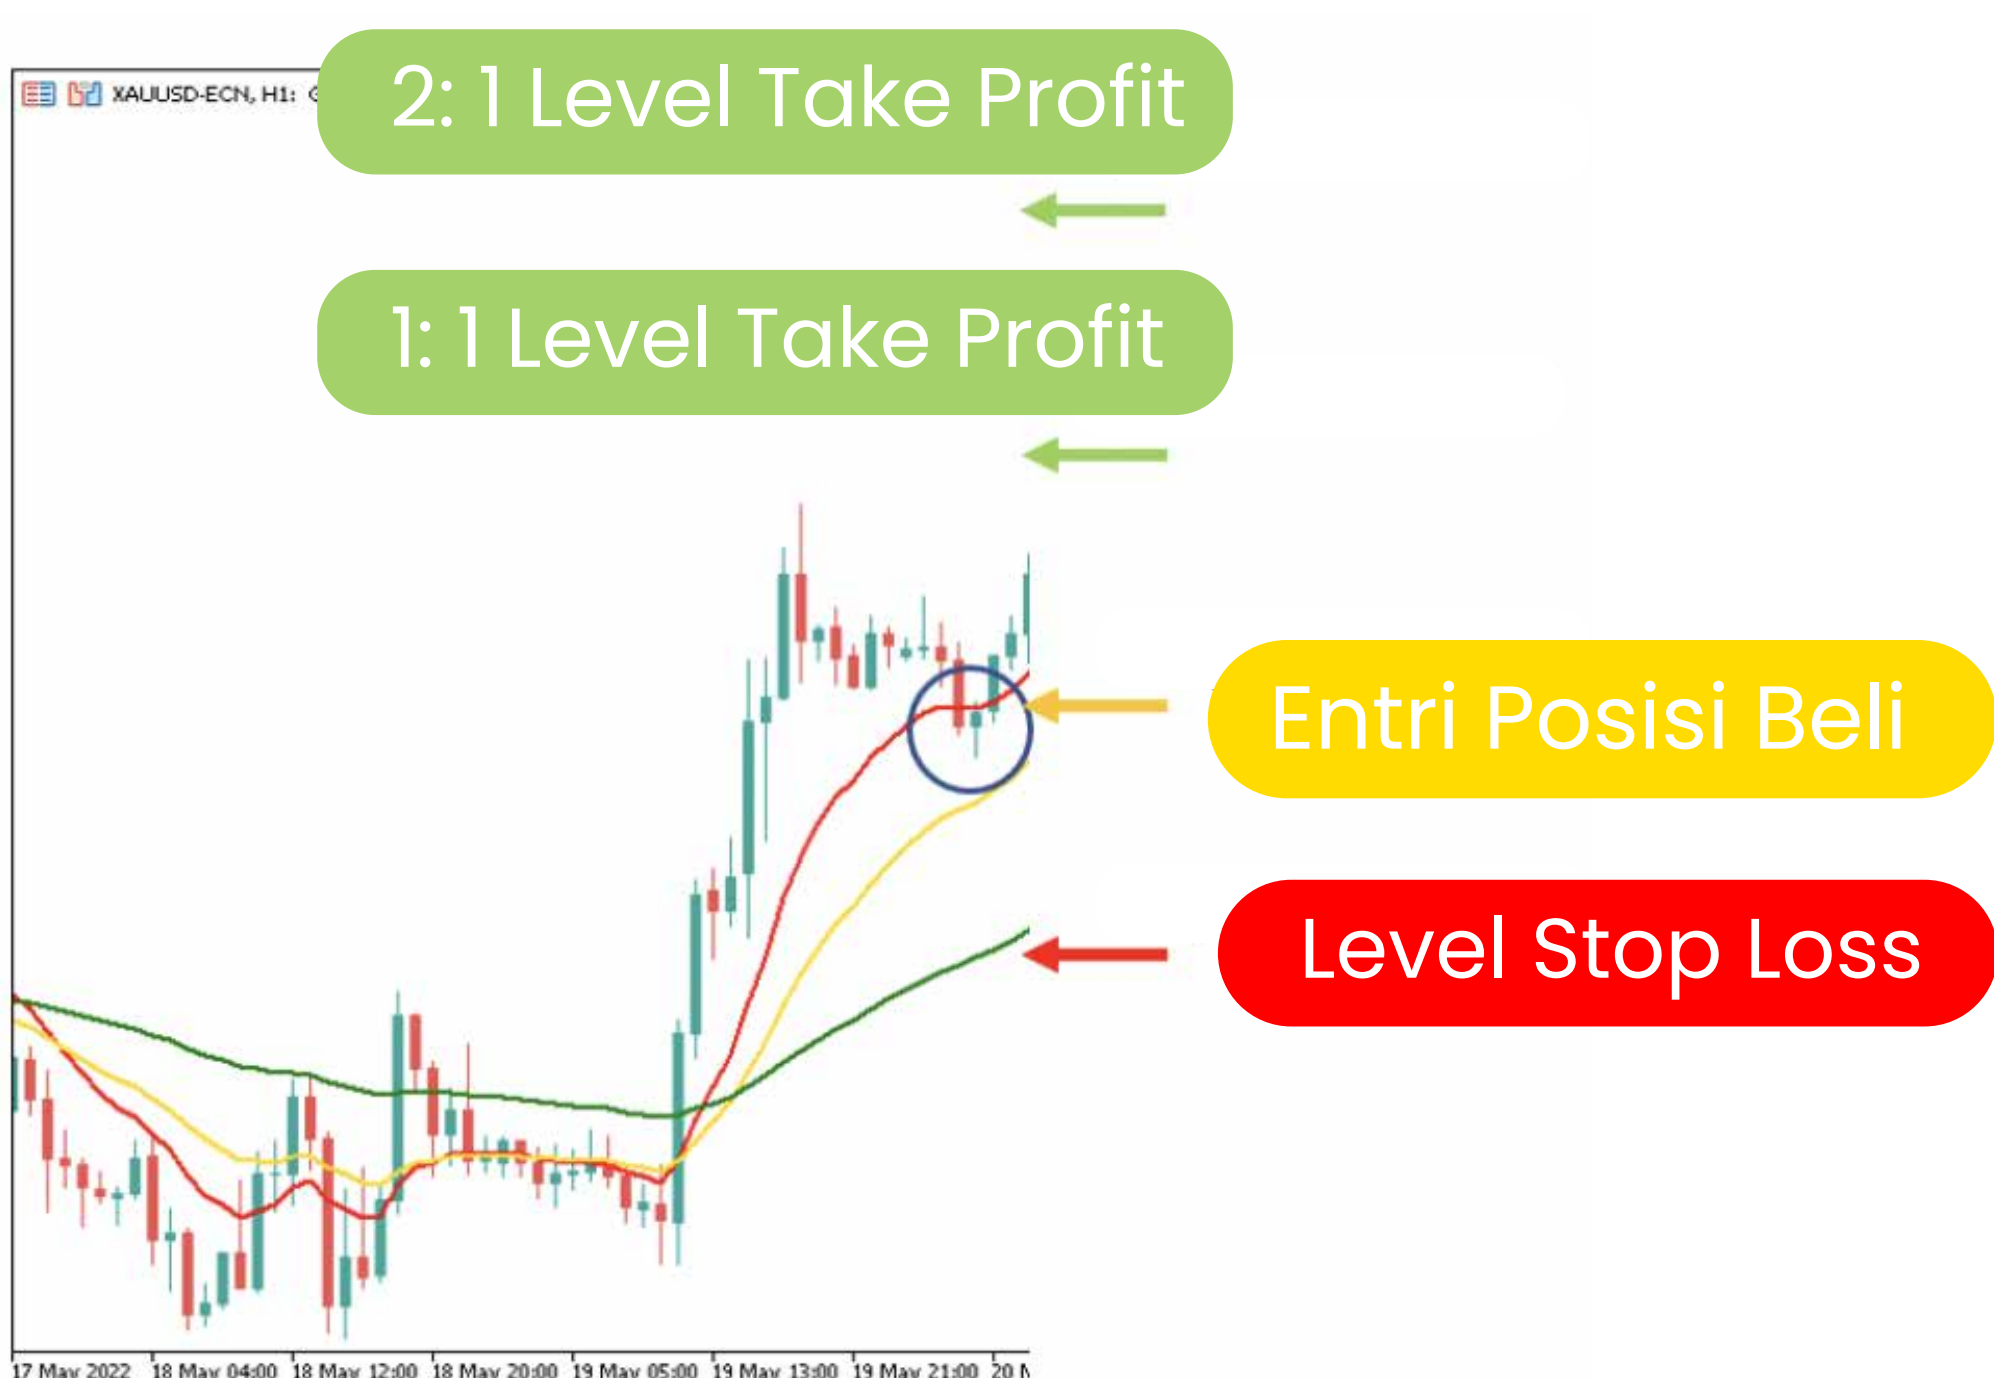 2: 1 Level Take Profit
XAUUSD-ECN, H1:
1: 1 Level Take Profit
Entri Posisi Beli
Level Stop Loss
17 May 2022 18 May 04:00 18 May 12:00 18 May 20:00 19 May 05:00 19 May 13:00 19 May 21:00 20